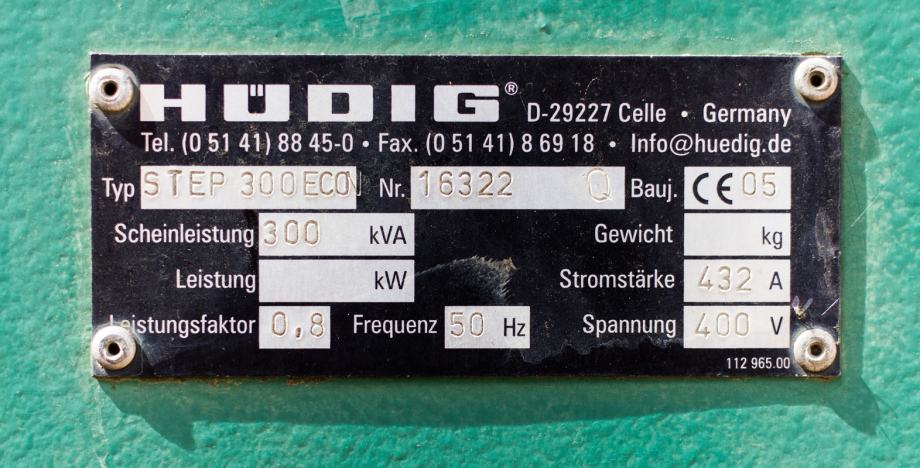 HÜDIG® D-29227 Celle • Germany
Tel. (0 51 41) 88 45-0 • Fax. (0 51 41) 8 69 18 • Info@huedig.de
Typ STEP 300ECON Nr. 16322 Q Bauj. CE 05
Scheinleistung 300 kVA Gewicht kg
Leistung kW Stromstärke 432 A
Leistungsfaktor 0,8 Frequenz 50 Hz Spannung 400 V
112 965.00